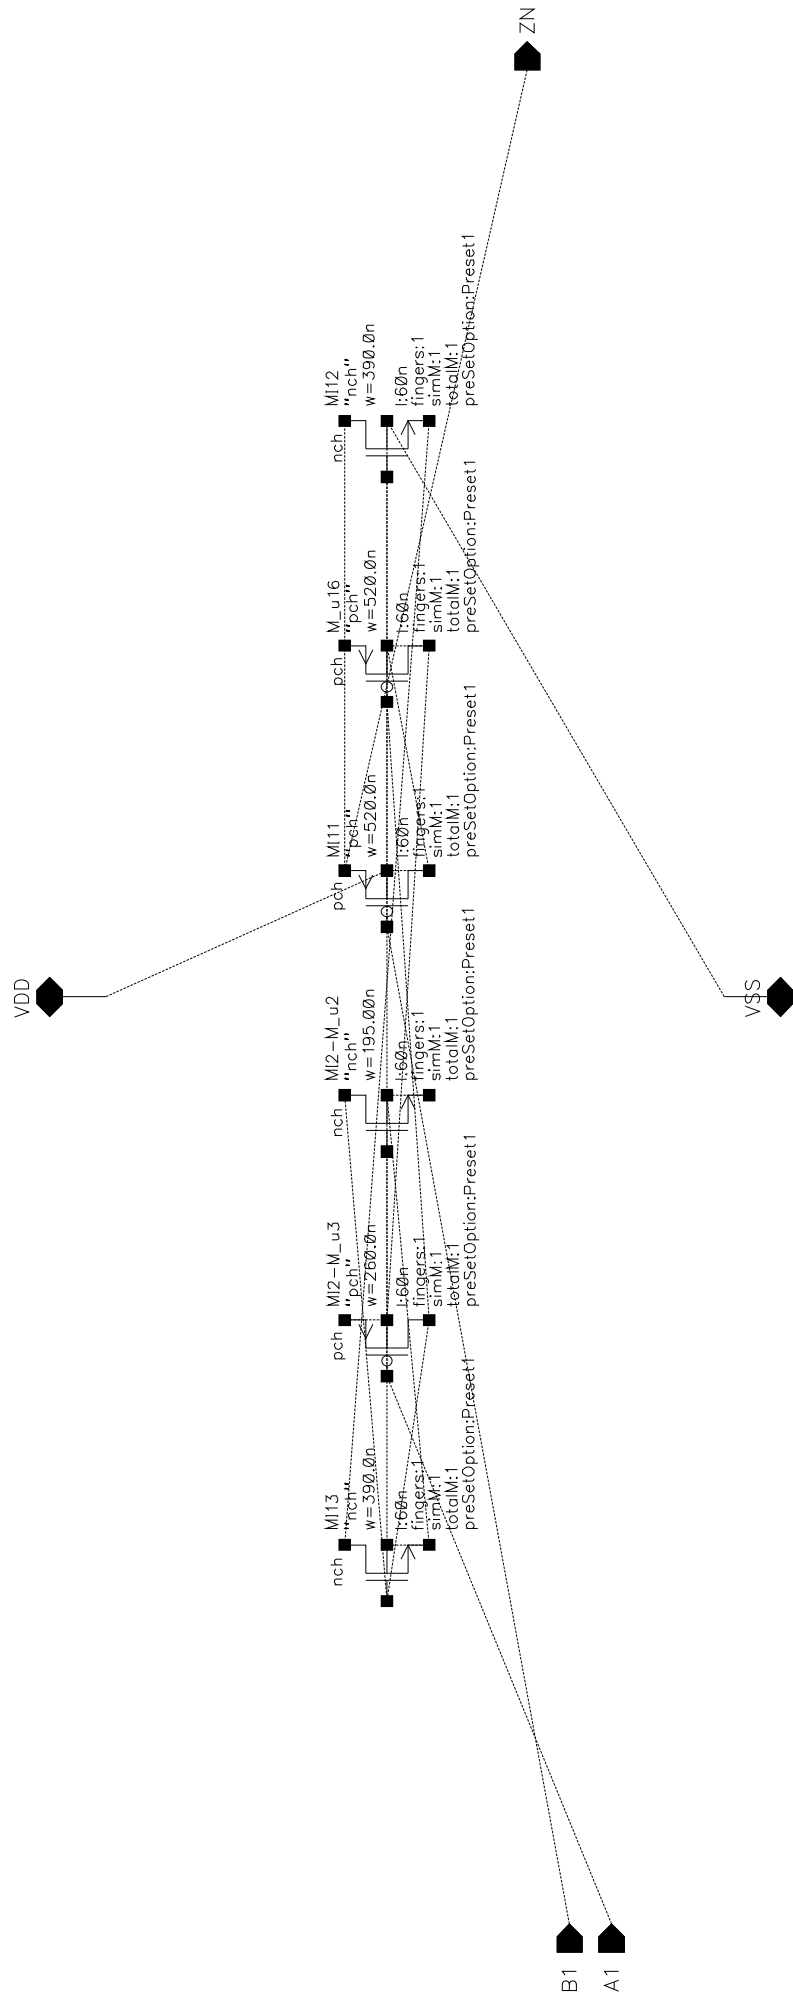 VDD
MI13
"nch"
w=390.0n
nch
l:60n
fingers:1
simM:1
totalM:1
preSetOption:Preset1
MI2-M_u3
"pch"
w=260.0n
pch
l:60n
fingers:1
simM:1
totalM:1
preSetOption:Preset1
MI2-M_u2
"nch"
w=195.00n
nch
l:60n
fingers:1
simM:1
totalM:1
preSetOption:Preset1
MI11
"pch"
w=520.0n
pch
l:60n
fingers:1
simM:1
totalM:1
preSetOption:Preset1
M_u16
"pch"
w=520.0n
pch
l:60n
fingers:1
simM:1
totalM:1
preSetOption:Preset1
MI12
"nch"
w=390.0n
nch
l:60n
fingers:1
simM:1
totalM:1
preSetOption:Preset1
ZN
B1
A1
VSS